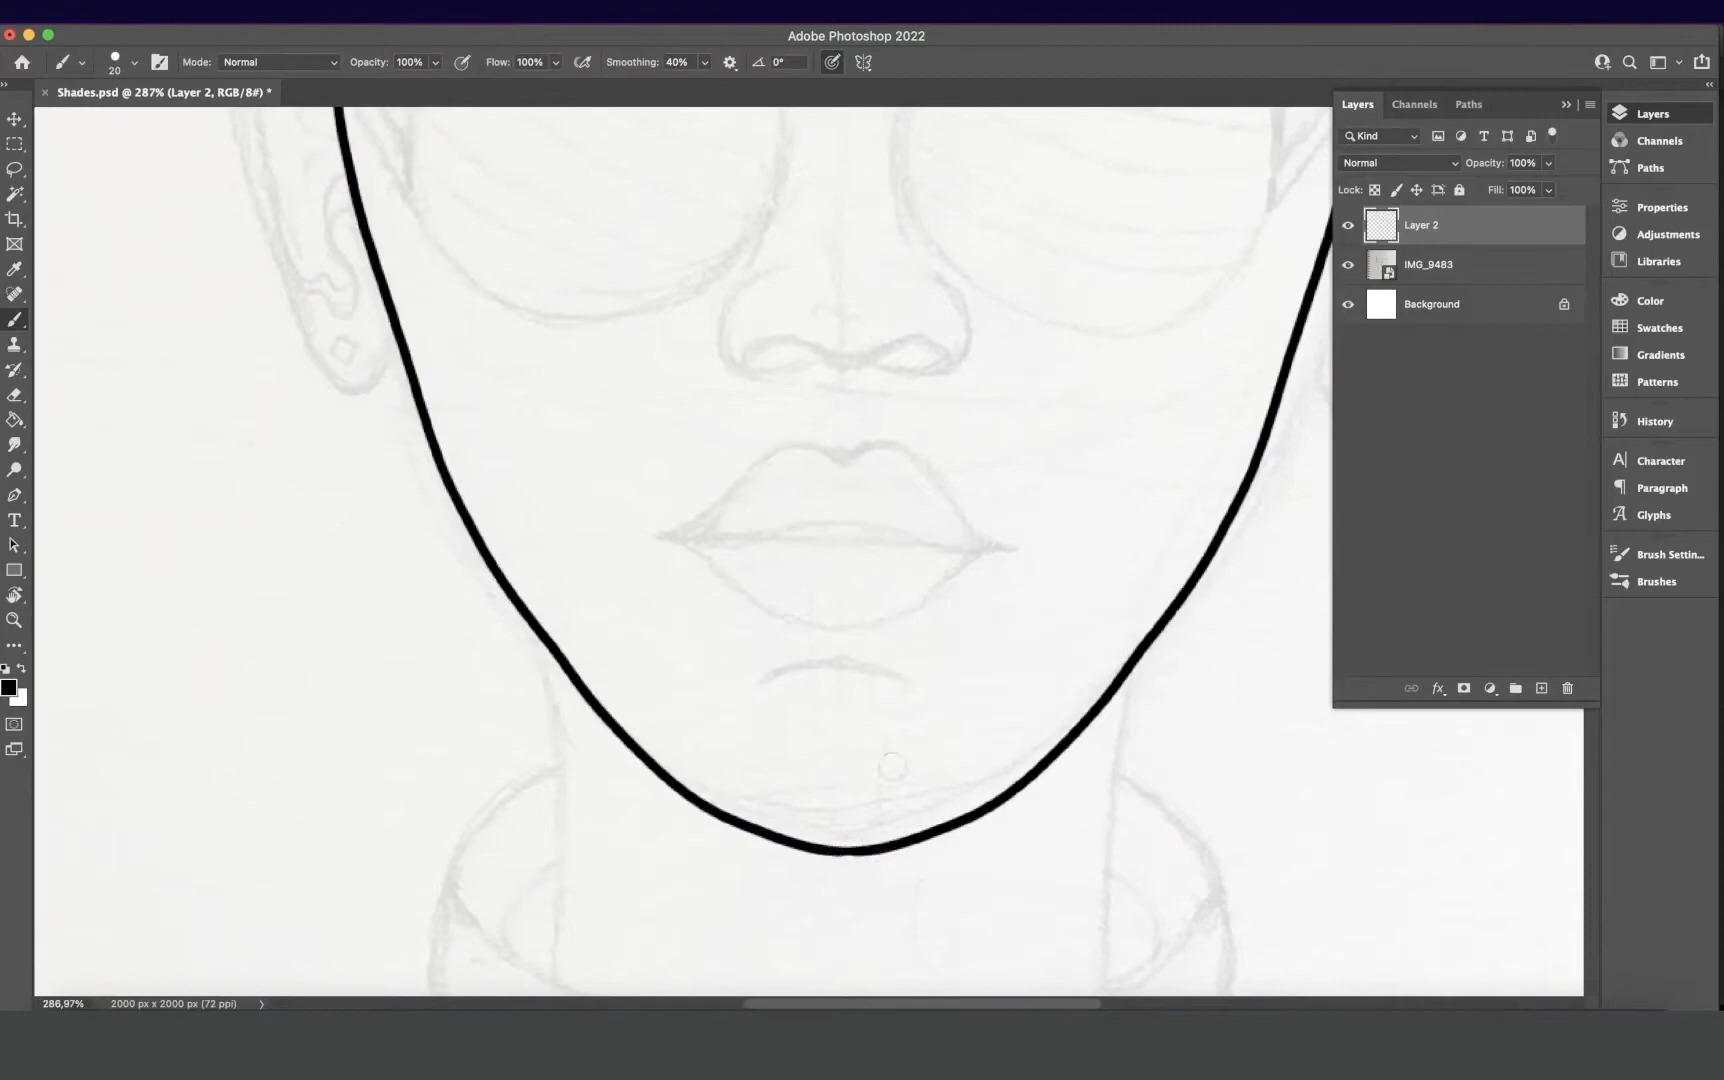 Adobe Photoshop 2022
20
Mode: Normal Opacity: 100% Flow: 100% Smoothing: 40% 0°
× Shades.psd @ 287% (Layer 2, RGB/8#) *
Layers Channels Paths
Kind
Normal Opacity: 100%
Lock: Fill: 100%
Layer 2
IMG_9483
Background
Layers
Channels
Paths
Properties
Adjustments
Libraries
Color
Swatches
Gradients
Patterns
History
Character
Paragraph
Glyphs
Brush Settin...
Brushes
286,97% 2000 px x 2000 px (72 ppi)